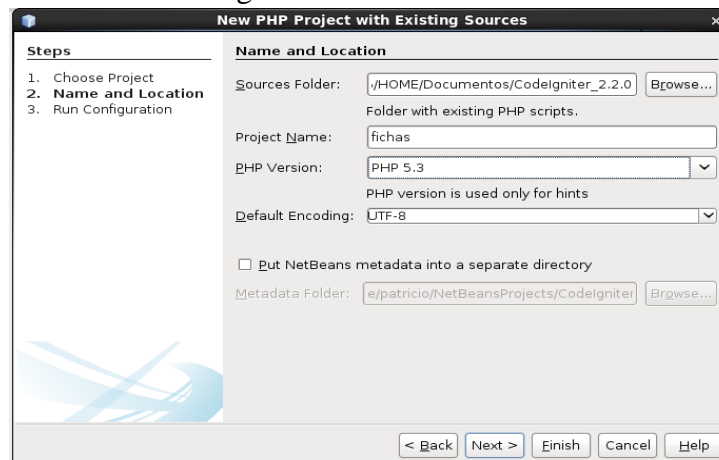 New PHP Project with Existing Sources
Steps
1. Choose Project
2. Name and Location
3. Run Configuration
Name and Location
Sources Folder: /HOME/Documentos/CodeIgniter_2.2.0 Browse...
Folder with existing PHP scripts.
Project Name: fichas
PHP Version: PHP 5.3
PHP version is used only for hints
Default Encoding: UTF-8
Put NetBeans metadata into a separate directory
Metadata Folder: e/patricio/NetBeansProjects/CodeIgniter Browse...
< Back Next > Finish Cancel Help